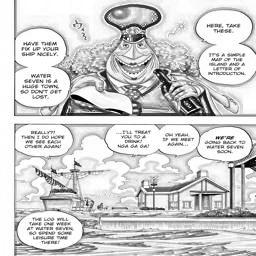 HERE, TAKE
THESE.
IT'S A SIMPLE
MAP OF THE
ISLAND AND A
LETTER OF
INTRODUCTION.
HAVE THEM
FIX UP YOUR
SHIP NICELY.
WATER
SEVEN IS A
HUGE TOWN,
SO DON'T GET
LOST.
WE'RE
GOING BACK
TO WATER
SEVEN
SOON.
OH YEAH.
IF WE MEET
AGAIN...
...I'LL TREAT
YOU TO A
DRINK!
NGA GA GA!
REALLY?!
THEN I DO HOPE
WE SEE EACH
OTHER AGAIN!
THE LOG WILL
TAKE ONE WEEK
AT WATER SEVEN,
SO SPEND SOME
LEISURE TIME
THERE!